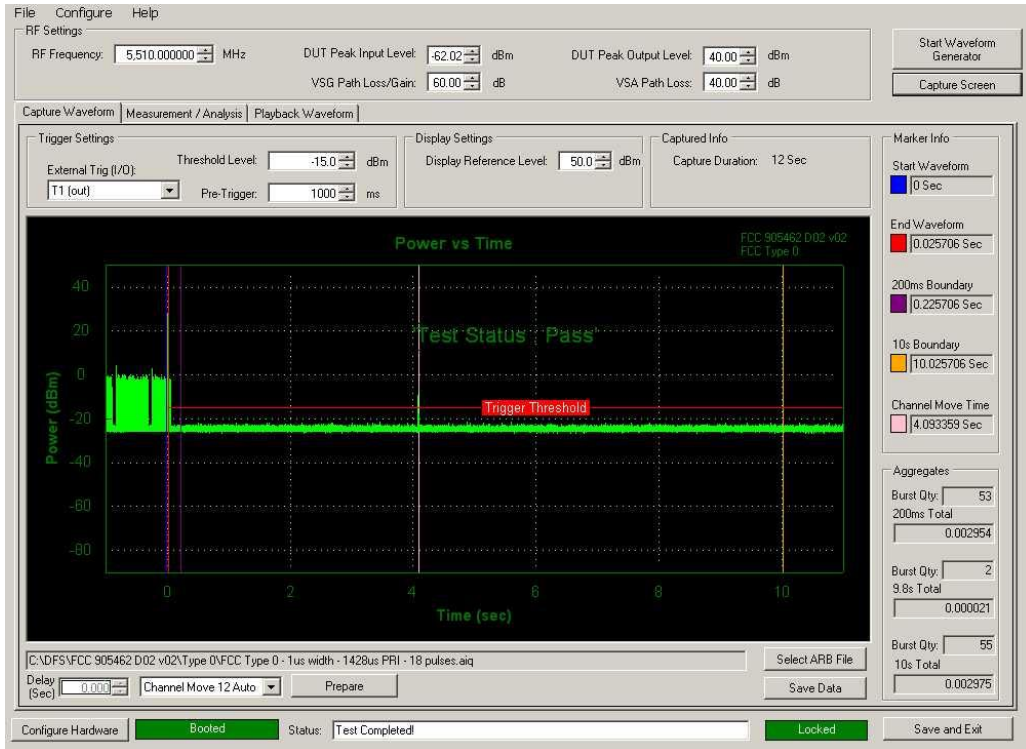 File Configure Help
RF Settings
RF Frequency: 5,510.000000 MHz
DUT Peak Input Level: -62.02 dBm
DUT Peak Output Level: 40.00 dBm
VSG Path Loss/Gain: 60.00 dB
VSA Path Loss: 40.00 dB
Start Waveform
Generator
Capture Screen
Capture Waveform Measurement / Analysis Playback Waveform
Trigger Settings
External Trig (I/O):
T1 (out)
Threshold Level: -15.0 dBm
Pre-Trigger: 1000 ms
Display Settings
Display Reference Level: 50.0 dBm
Captured Info
Capture Duration: 12 Sec
Marker Info
Start Waveform
0 Sec
End Waveform
0.025706 Sec
200ms Boundary
0.225706 Sec
10s Boundary
10.025706 Sec
Channel Move Time
4.093359 Sec
Power vs Time
FCC 905462 D02 v02
FCC Type 0
'Test Status : Pass'
Trigger Threshold
Power (dBm)
40
20
0
-20
-40
-60
-80
0 2 4 6 8 10
Time (sec)
Aggregates
Burst Qty: 53
200ms Total
0.002954
Burst Qty: 2
9.8s Total
0.000021
Burst Qty: 55
10s Total
0.002975
C:\DFS\FCC 905462 D02 v02\Type 0\FCC Type 0 - 1us width - 1428us PRI - 18 pulses.aiq
Select ARB File
Delay
(Sec) 0.000
Channel Move 12 Auto
Prepare
Save Data
Configure Hardware
Booted
Status: Test Completed!
Locked
Save and Exit